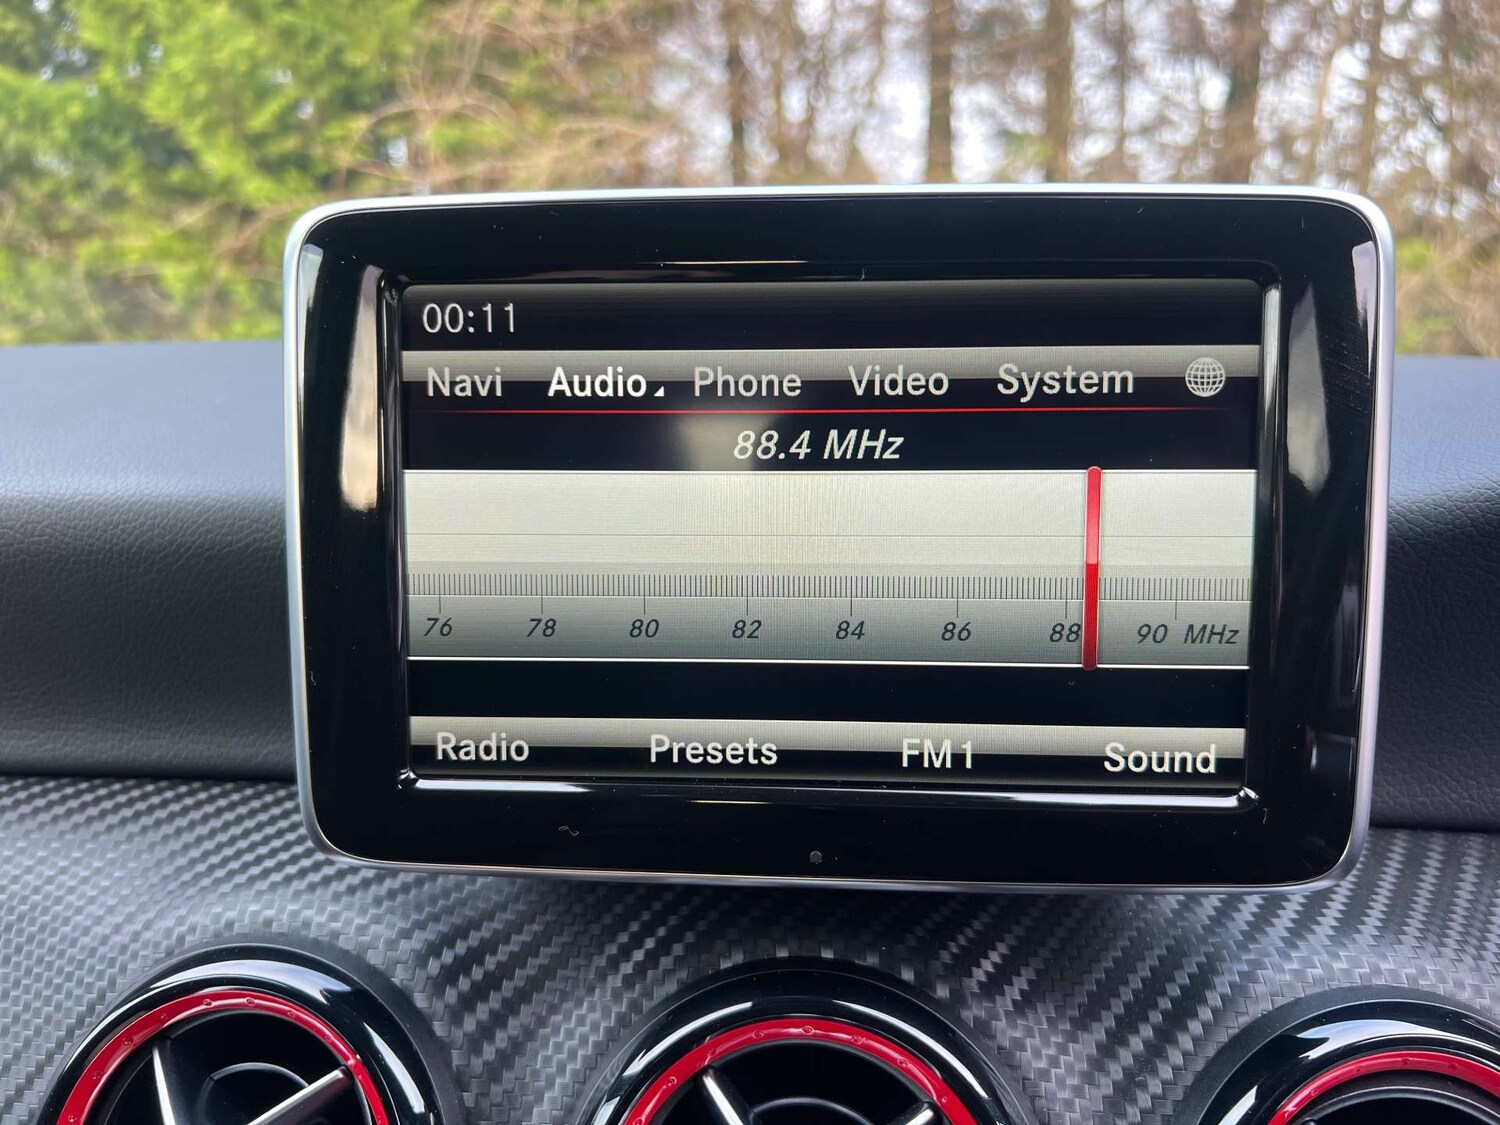 00:11
Navi Audio Phone Video System
88.4 MHz
76 78 80 82 84 86 88 90 MHz
Radio Presets FM1 Sound